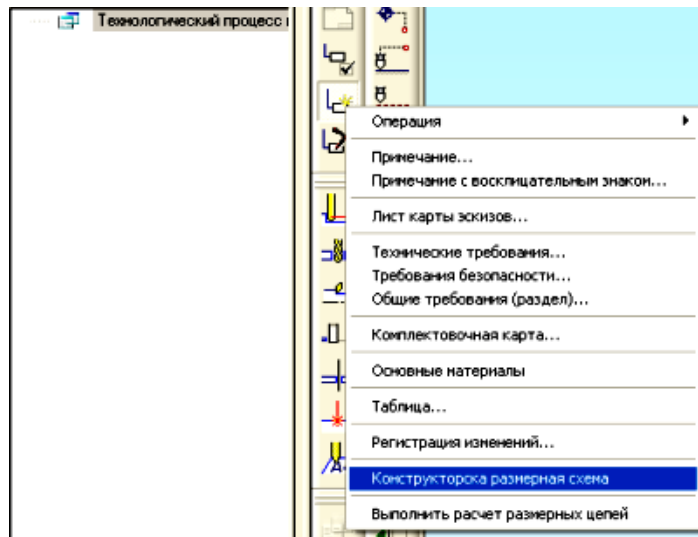 Технологический процесс
Операция
Примечание...
Примечание с восклицательным знаком...
Лист карты эскизов...
Технические требования...
Требования безопасности...
Общие требования (раздел)...
Комплектовочная карта...
Основные материалы
Таблица...
Регистрация изменений...
Конструкторска размерная схема
Выполнить расчет размерных цепей